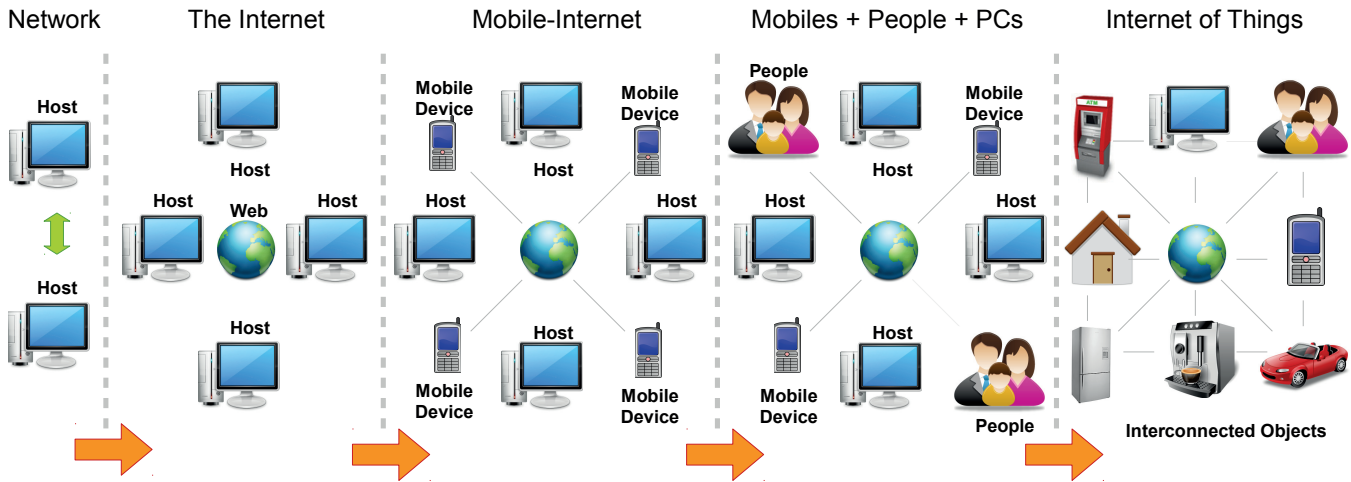 Network
The Internet
Mobile-Internet
Mobiles + People + PCs
Internet of Things
Host
Host
Host
Host
Web
Host
Host
Mobile
Device
Mobile
Device
Host
Host
Host
Host
Mobile
Device
Mobile
Device
People
Mobile
Device
Host
Host
Host
Host
Mobile
Device
People
ATM
Interconnected Objects